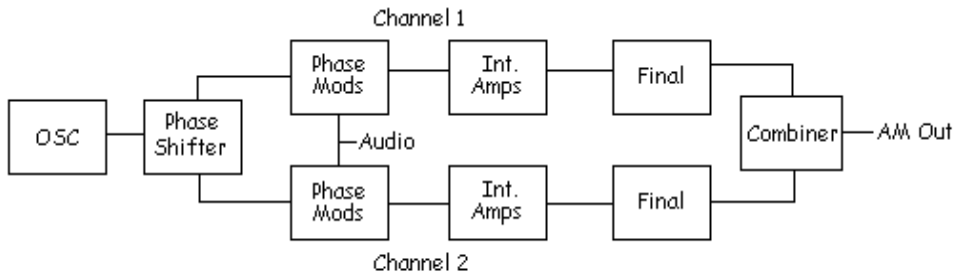 Channel 1
Phase
Mods
Int.
Amps
Final
OSC
Phase
Shifter
Audio
Combiner
AM Out
Phase
Mods
Int.
Amps
Final
Channel 2